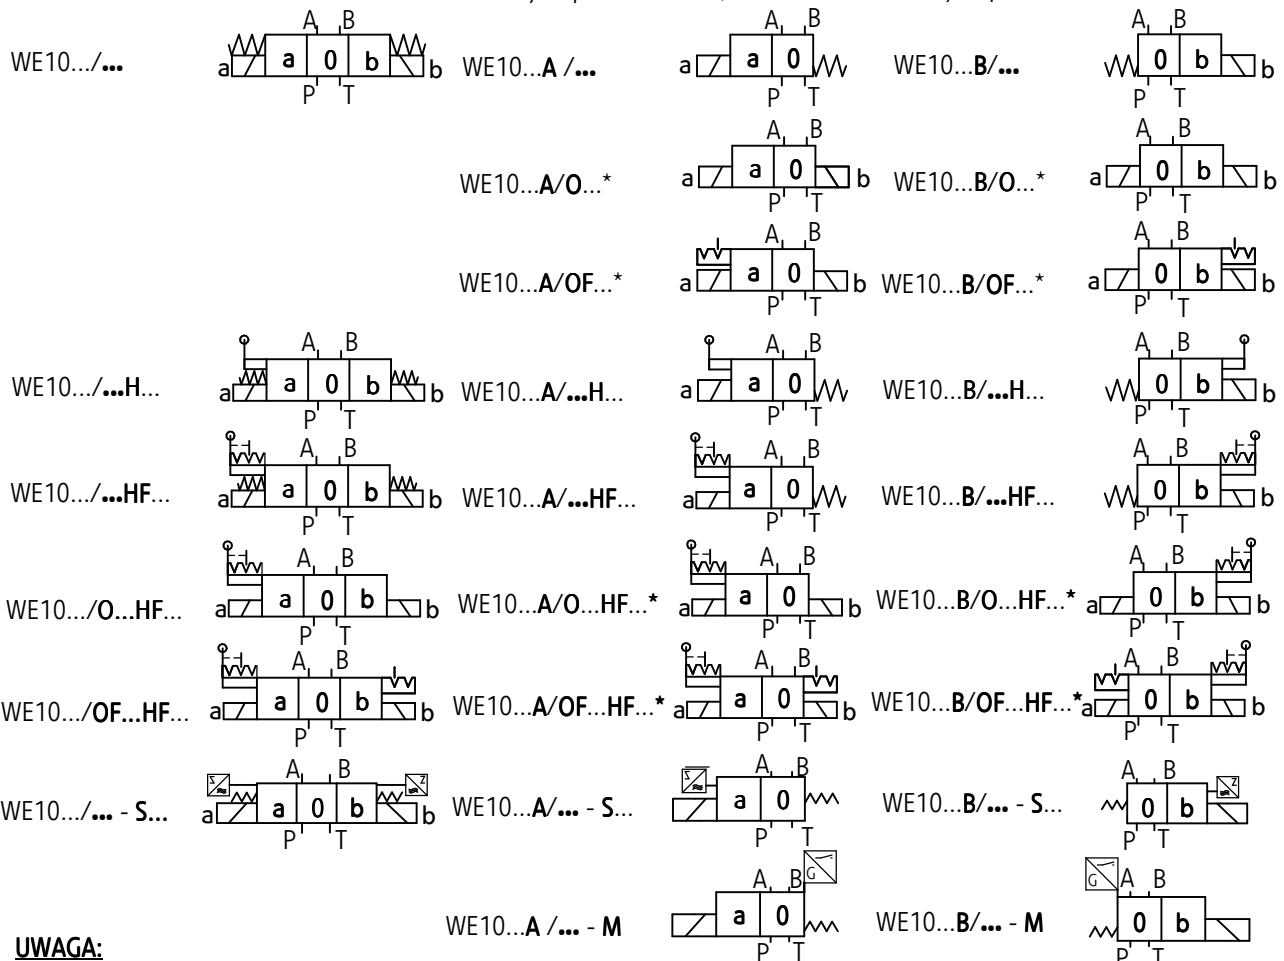 WE10.../•••
A B
a a 0 b b
P T
WE10...A /•••
A B
a a 0
P T
WE10...B/•••
A B
0 b b
P T
WE10...A/O...*
A B
a a 0 b
P T
WE10...B/O...*
A B
a 0 b b
P T
WE10...A/OF...*
A B
a a 0 b
P T
WE10...B/OF...*
A B
a 0 b b
P T
WE10.../•••H...
A B
a a 0 b b
P T
WE10...A/•••H...
A B
a a 0
P T
WE10...B/•••H...
A B
0 b b
P T
WE10.../•••HF...
A B
a a 0 b b
P T
WE10...A/•••HF...
A B
a a 0
P T
WE10...B/•••HF...
A B
0 b b
P T
WE10.../O...HF...
A B
a a 0 b b
P T
WE10...A/O...HF...*
A B
a a 0 b
P T
WE10...B/O...HF...*
A B
a 0 b b
P T
WE10.../OF...HF...
A B
a a 0 b b
P T
WE10...A/OF...HF...*
A B
a a 0 b
P T
WE10...B/OF...HF...*
A B
a 0 b b
P T
WE10.../••• - S...
A B
a a 0 b b
P T
WE10...A/••• - S...
A B
a 0
P T
WE10...B/••• - S...
A B
0 b
P T
WE10...A /••• - M
A B G
a 0
P T
WE10...B/••• - M
G A B
0 b
P T
UWAGA: